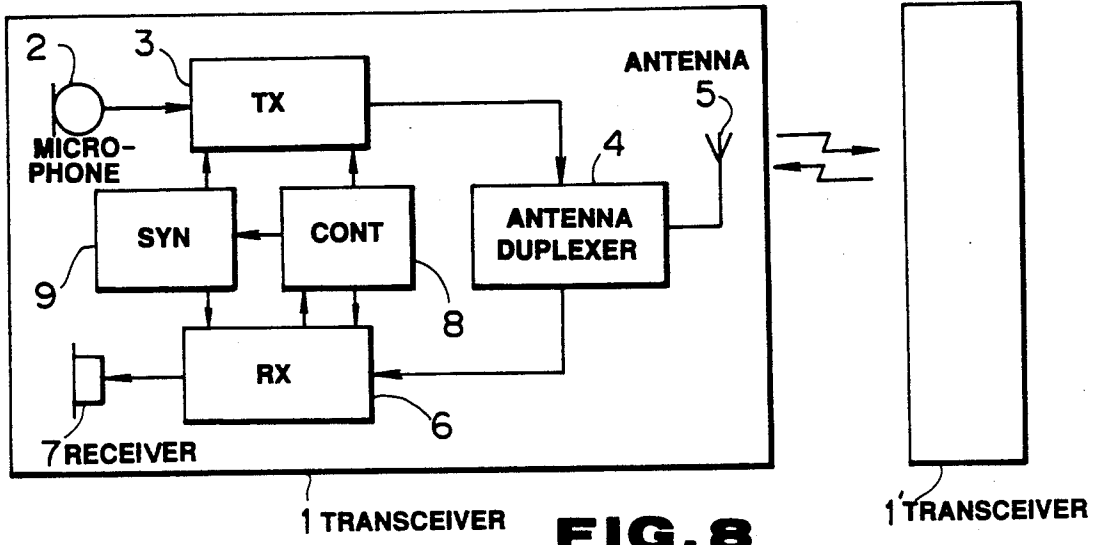 2
3
TX
MICRO-
PHONE
SYN
CONT
9
8
RX
7 RECEIVER
6
ANTENNA
5
4
ANTENNA
DUPLEXER
1 TRANSCEIVER
1' TRANSCEIVER
FIG. 8